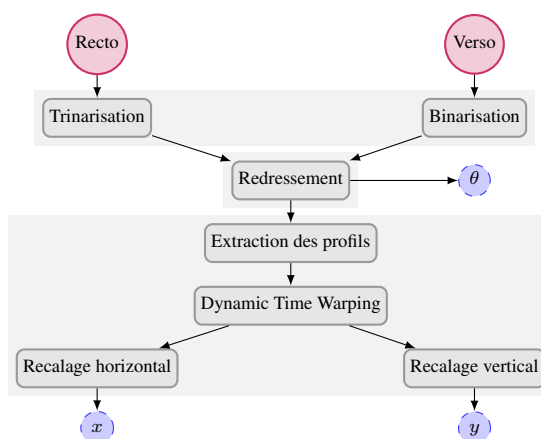 Recto
Verso
Trinarisation
Binarisation
Redressement
θ
Extraction des profils
Dynamic Time Warping
Recalage horizontal
Recalage vertical
x
y